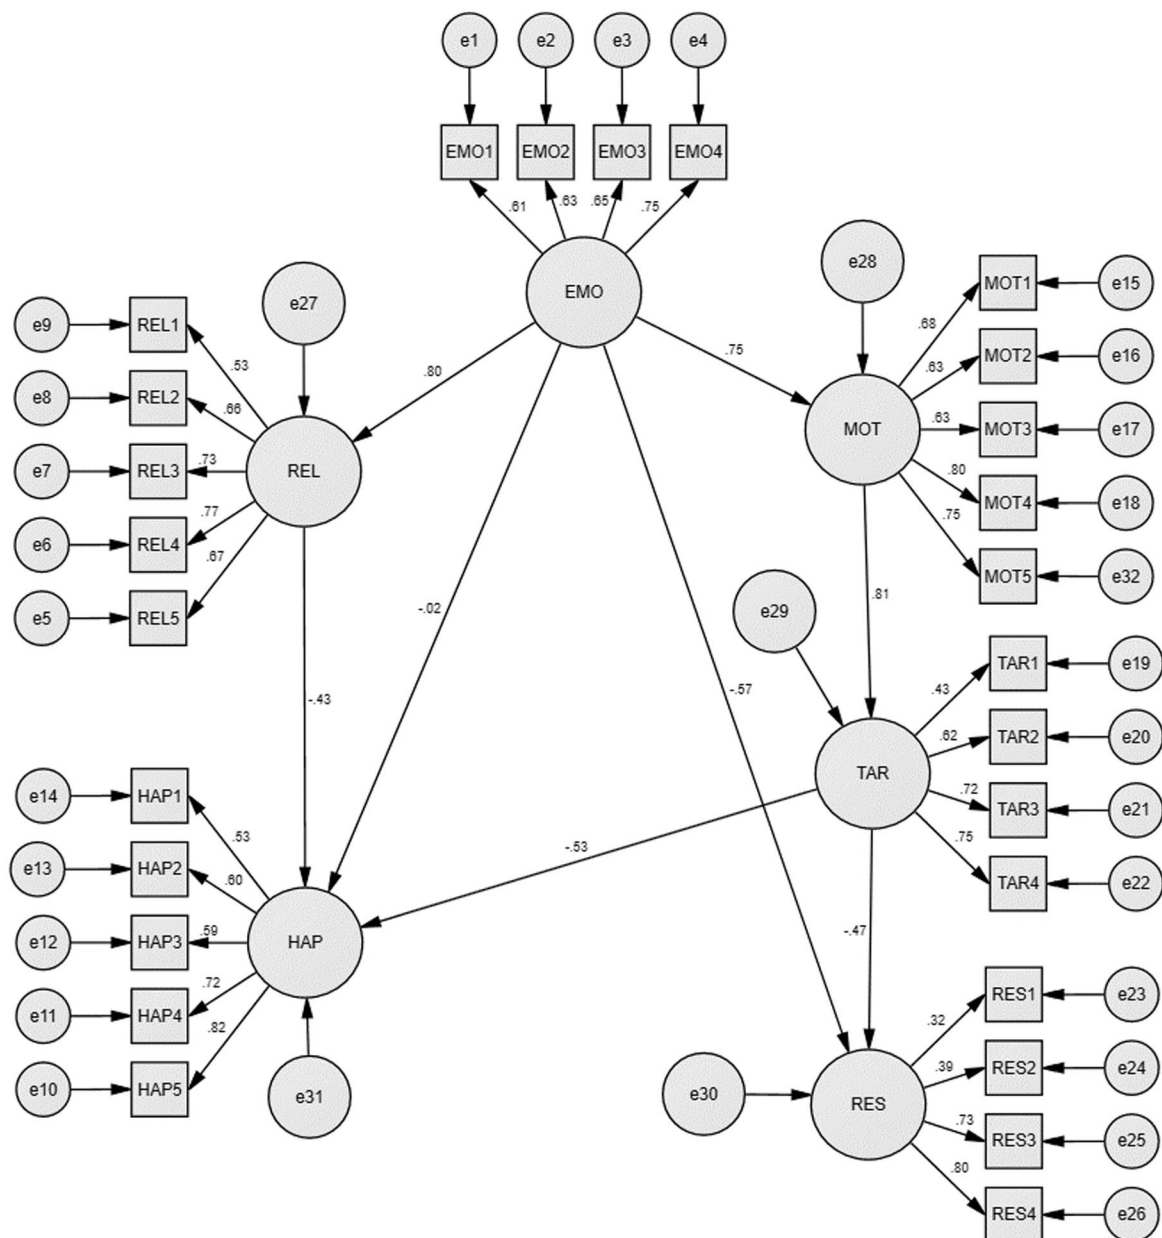 e1 e2 e3 e4
EMO1 EMO2 EMO3 EMO4
.61 .63 .65 .75
EMO
e28
MOT1 e15
e27
e9 REL1
.68
.53
.80
.75
MOT2 e16
.63
e8 REL2
.66
MOT
.63
MOT3 e17
e7 REL3
.73
REL
.80
MOT4 e18
e6 REL4
.77
.75
.67
MOT5 e32
e5 REL5
-.02
.81
e29
TAR1 e19
-.43
-.57
.43
TAR2 e20
.62
TAR
e14 HAP1
.72
TAR3 e21
.53
-.53
.75
e13 HAP2
.60
TAR4 e22
e12 HAP3
.59
HAP
-.47
.72
RES1 e23
e11 HAP4
.82
.32
e10 HAP5
e31
.39
RES2 e24
e30
RES
.73
RES3 e25
.80
RES4 e26